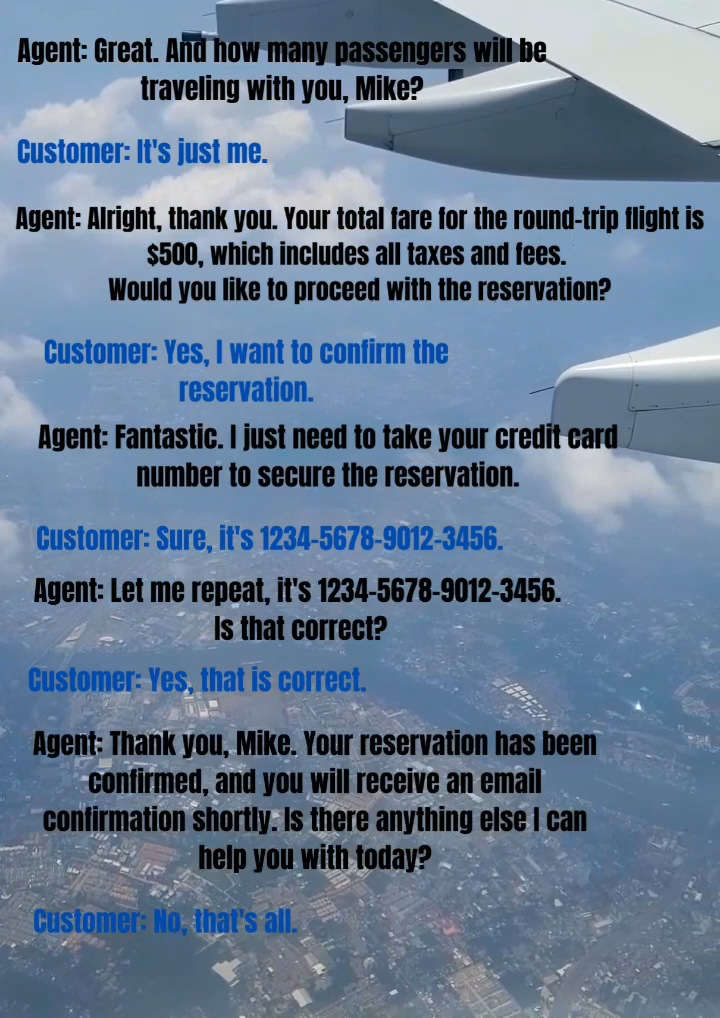 Agent: Great. And how many passengers will be
traveling with you, Mike?
Customer: It's just me.
Agent: Alright, thank you. Your total fare for the round-trip flight is
$500, which includes all taxes and fees.
Would you like to proceed with the reservation?
Customer: Yes, I want to confirm the
reservation.
Agent: Fantastic. I just need to take your credit card
number to secure the reservation.
Customer: Sure, it's 1234-5678-9012-3456.
Agent: Let me repeat, it's 1234-5678-9012-3456.
Is that correct?
Customer: Yes, that is correct.
Agent: Thank you, Mike. Your reservation has been
confirmed, and you will receive an email
confirmation shortly. Is there anything else I can
help you with today?
Customer: No, that's all.